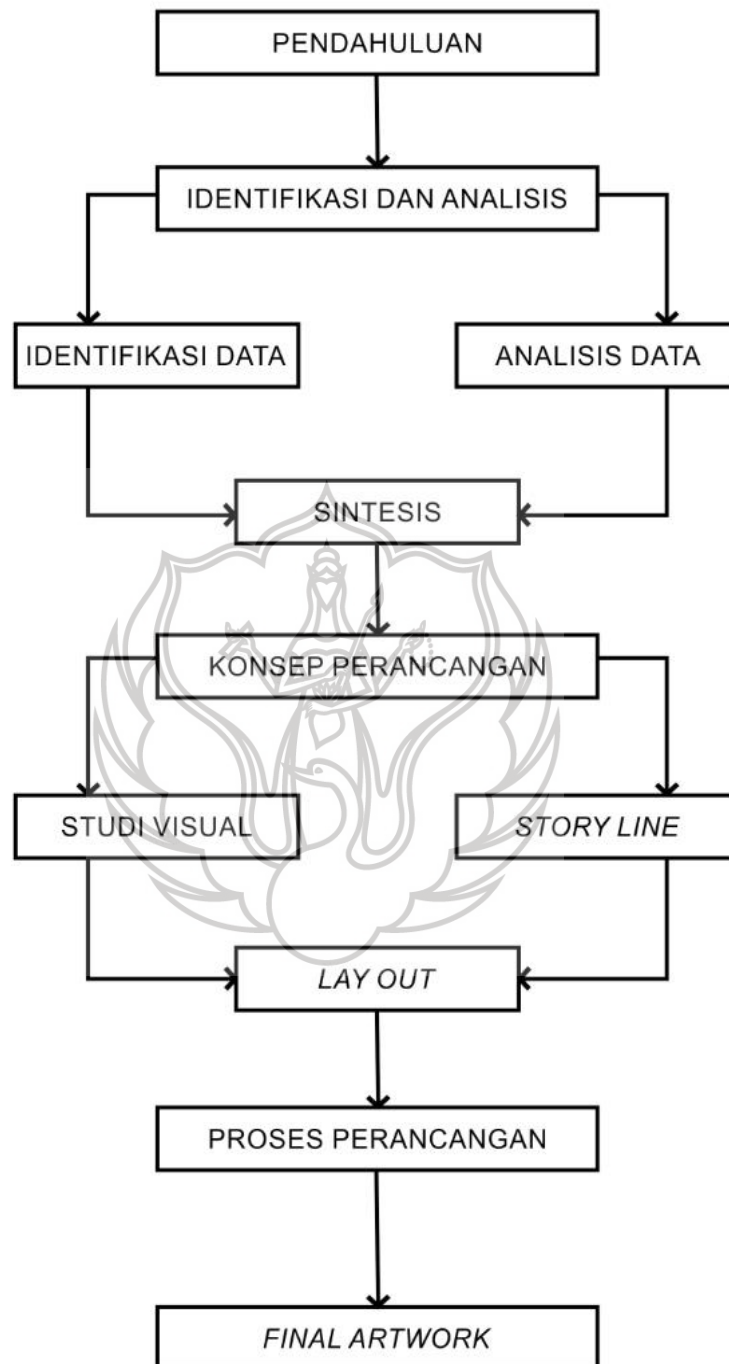 PENDAHULUAN
IDENTIFIKASI DAN ANALISIS
IDENTIFIKASI DATA
ANALISIS DATA
SINTESIS
KONSEP PERANCANGAN
STUDI VISUAL
STORY LINE
LAY OUT
PROSES PERANCANGAN
FINAL ARTWORK